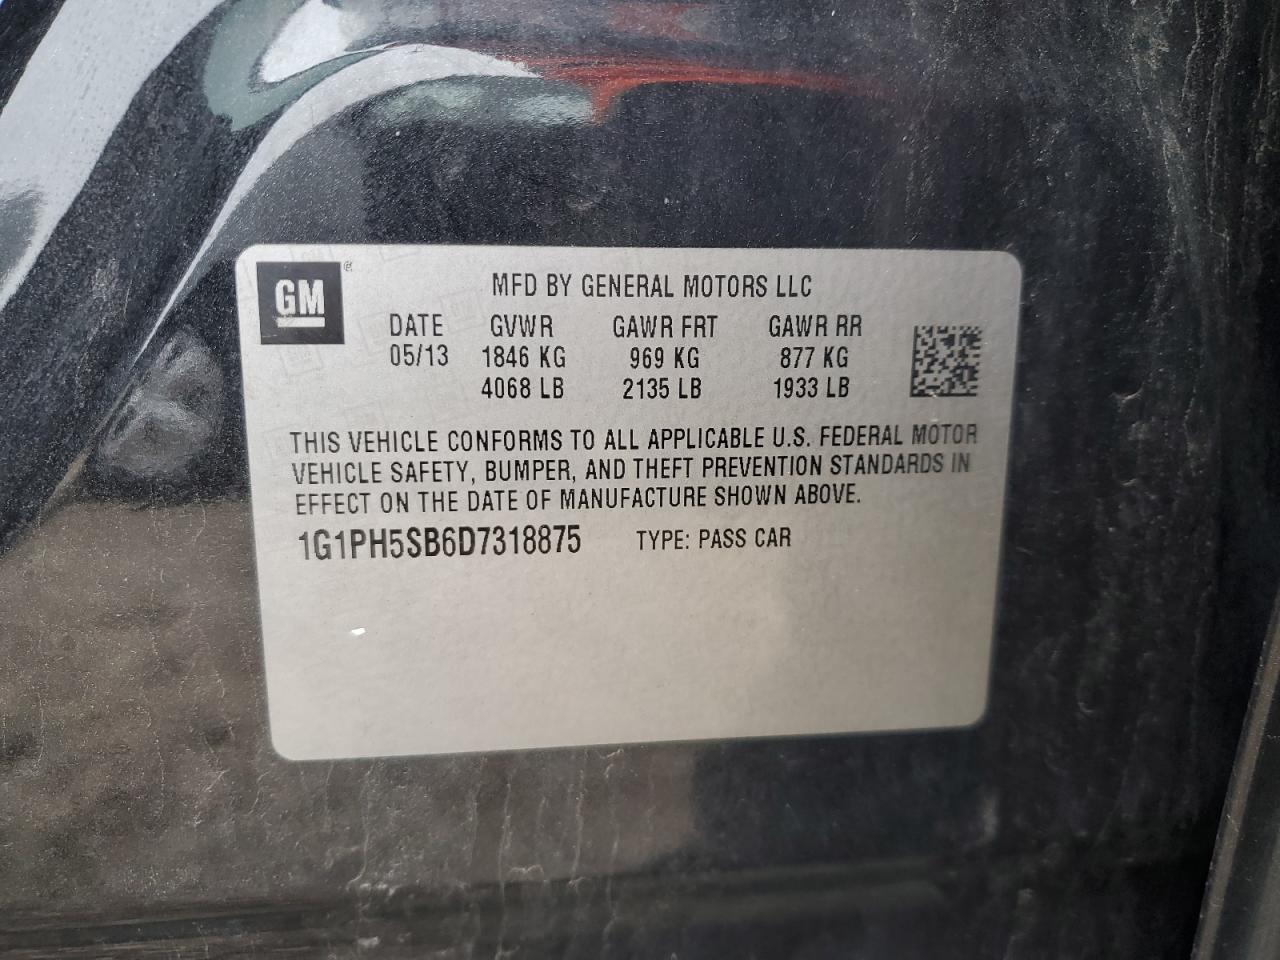 GM ®
MFD BY GENERAL MOTORS LLC
DATE GVWR GAWR FRT GAWR RR
05/13 1846 KG 969 KG 877 KG
4068 LB 2135 LB 1933 LB
THIS VEHICLE CONFORMS TO ALL APPLICABLE U.S. FEDERAL MOTOR
VEHICLE SAFETY, BUMPER, AND THEFT PREVENTION STANDARDS IN
EFFECT ON THE DATE OF MANUFACTURE SHOWN ABOVE.
1G1PH5SB6D7318875 TYPE: PASS CAR